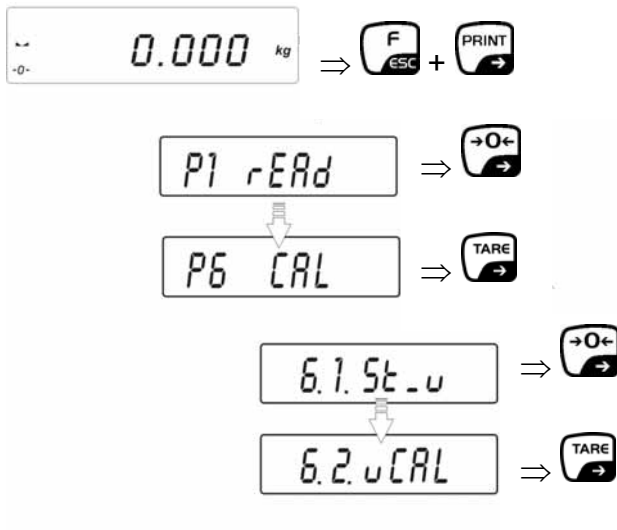 0.000 kg ⇒ F ESC + PRINT
-0-
P1 rEAd ⇒ →0←
P6 CAL ⇒ TARE
6.1.St_u ⇒ →0←
6.2.uCAL ⇒ TARE